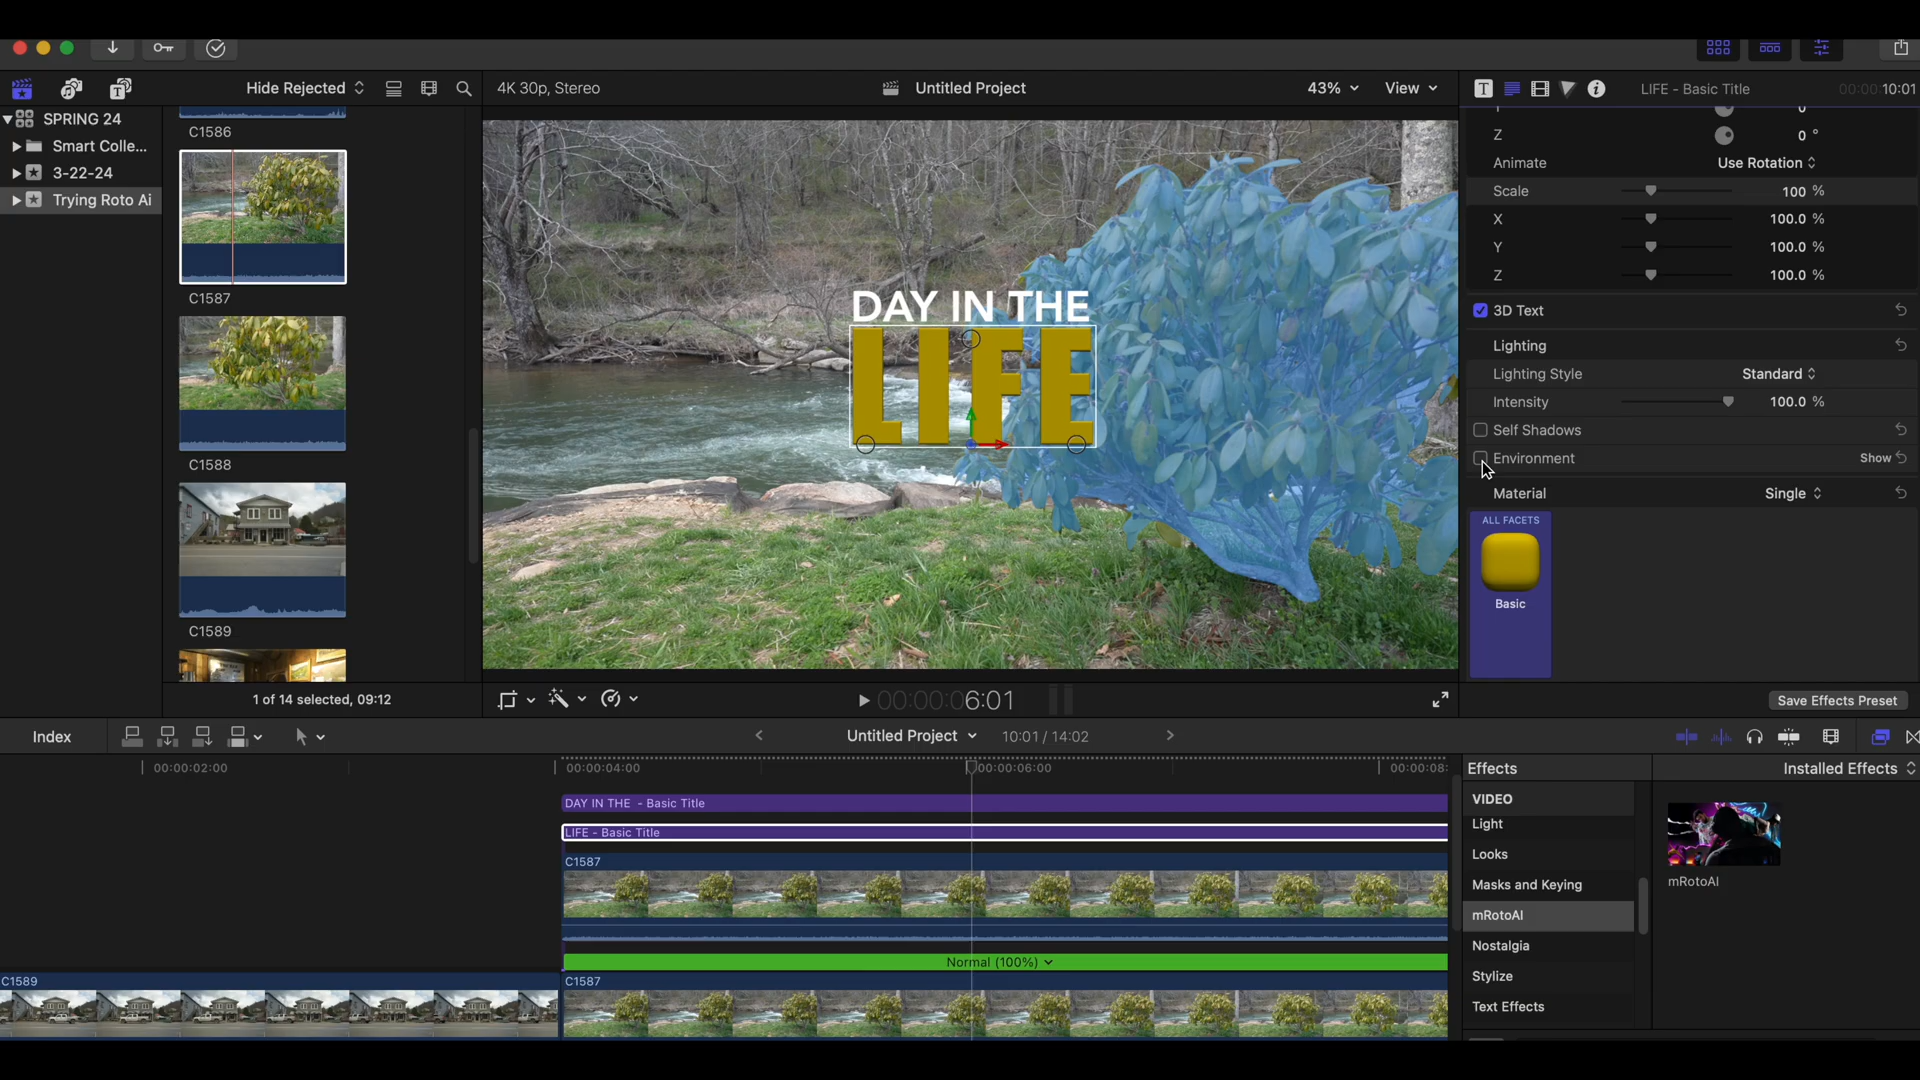 Hide Rejected
4K 30p, Stereo
Untitled Project
43%
View
LIFE - Basic Title
00:00:10:01
SPRING 24
Smart Colle...
3-22-24
Trying Roto Ai
C1586
C1587
C1588
C1589
1 of 14 selected, 09:12
DAY IN THE
LIFE
Z 0 °
Animate Use Rotation
Scale 100 %
X 100.0 %
Y 100.0 %
Z 100.0 %
3D Text
Lighting
Lighting Style Standard
Intensity 100.0 %
Self Shadows
Environment Show
Material Single
ALL FACETS
Basic
00:00:06:01
Save Effects Preset
Index
Untitled Project
10:01 / 14:02
00:00:02:00
00:00:04:00
00:00:06:00
00:00:08:
DAY IN THE - Basic Title
LIFE - Basic Title
C1587
Normal (100%)
C1589
C1587
Effects
Installed Effects
VIDEO
Light
Looks
Masks and Keying
mRotoAI
Nostalgia
Stylize
Text Effects
mRotoAI